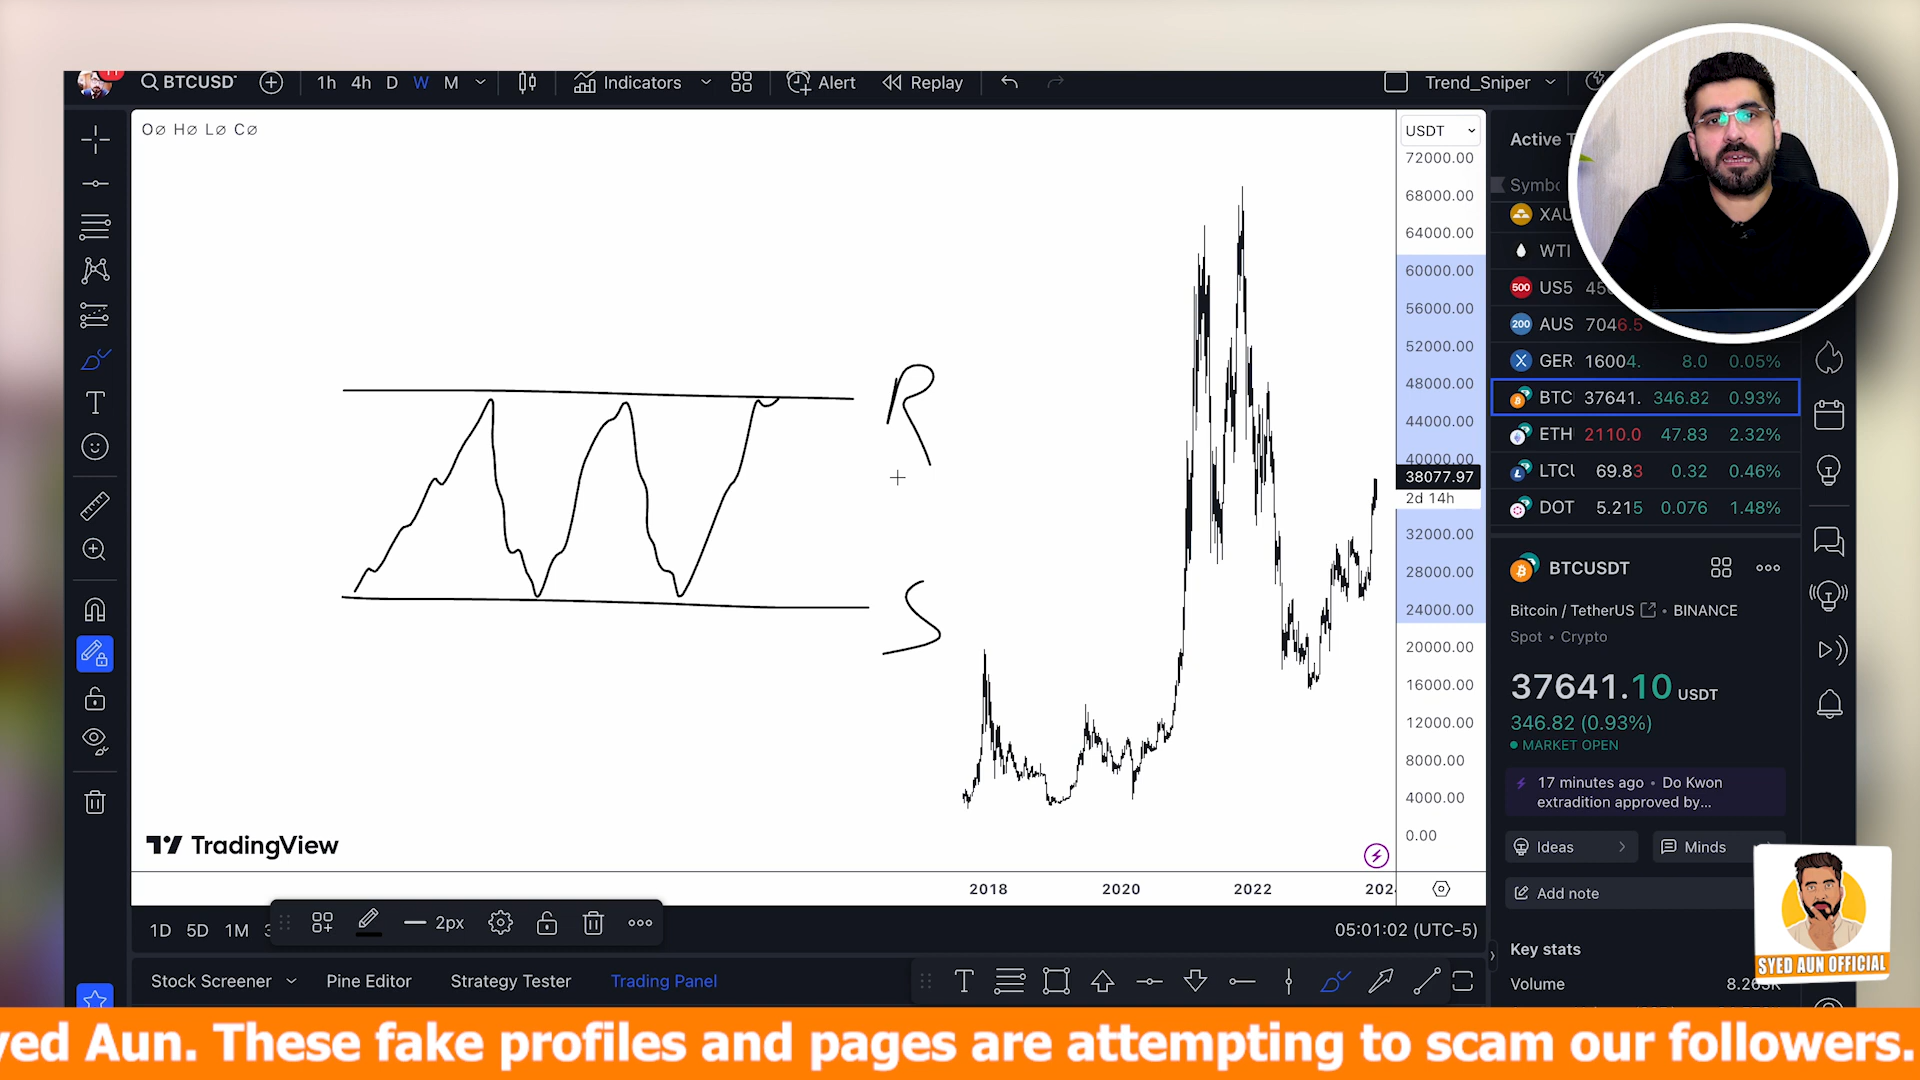 BTCUSDT
1h 4h D W M
Indicators
Alert
Replay
Trend_Sniper
O∅ H∅ L∅ C∅
USDT
72000.00
68000.00
64000.00
60000.00
56000.00
52000.00
48000.00
44000.00
40000.00
38077.97
2d 14h
32000.00
28000.00
24000.00
20000.00
16000.00
12000.00
8000.00
4000.00
0.00
R
S
TradingView
2018 2020 2022
1D 5D 1M
2px
05:01:02 (UTC-5)
Stock Screener
Pine Editor
Strategy Tester
Trading Panel
Active
Symbo
XAU
WTI
500 US5
200 AUS 7046.5
GER 16004. 8.0 0.05%
BTC 37641. 346.82 0.93%
ETH 2110.0 47.83 2.32%
LTCU 69.83 0.32 0.46%
DOT 5.215 0.076 1.48%
BTCUSDT
Bitcoin / TetherUS • BINANCE
Spot • Crypto
37641.10 USDT
346.82 (0.93%)
MARKET OPEN
17 minutes ago • Do Kwon
extradition approved by...
Ideas
Minds
Add note
Key stats
Volume
SYED AUN OFFICIAL
yed Aun. These fake profiles and pages are attempting to scam our followers.